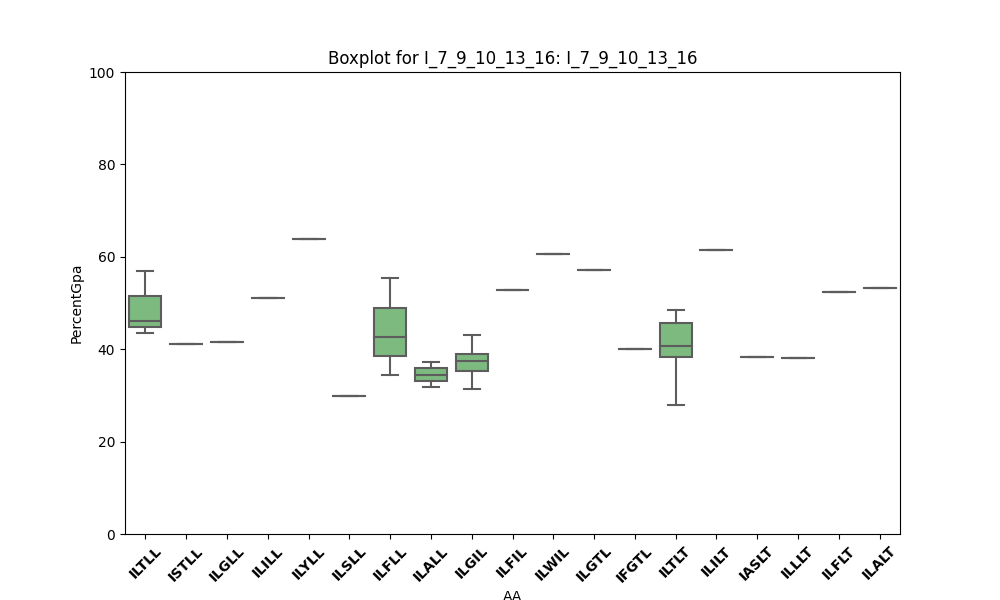 Boxplot for I_7_9_10_13_16: I_7_9_10_13_16
100
80
60
40
20
0
PercentGpa
ILTLL
ISTLL
ILGLL
ILILL
ILYLL
ILSLL
ILFLL
ILALL
ILGIL
ILFIL
ILWIL
ILGTL
IFGTL
ILTLT
ILILT
IASLT
ILLLT
ILFLT
ILALT
AA